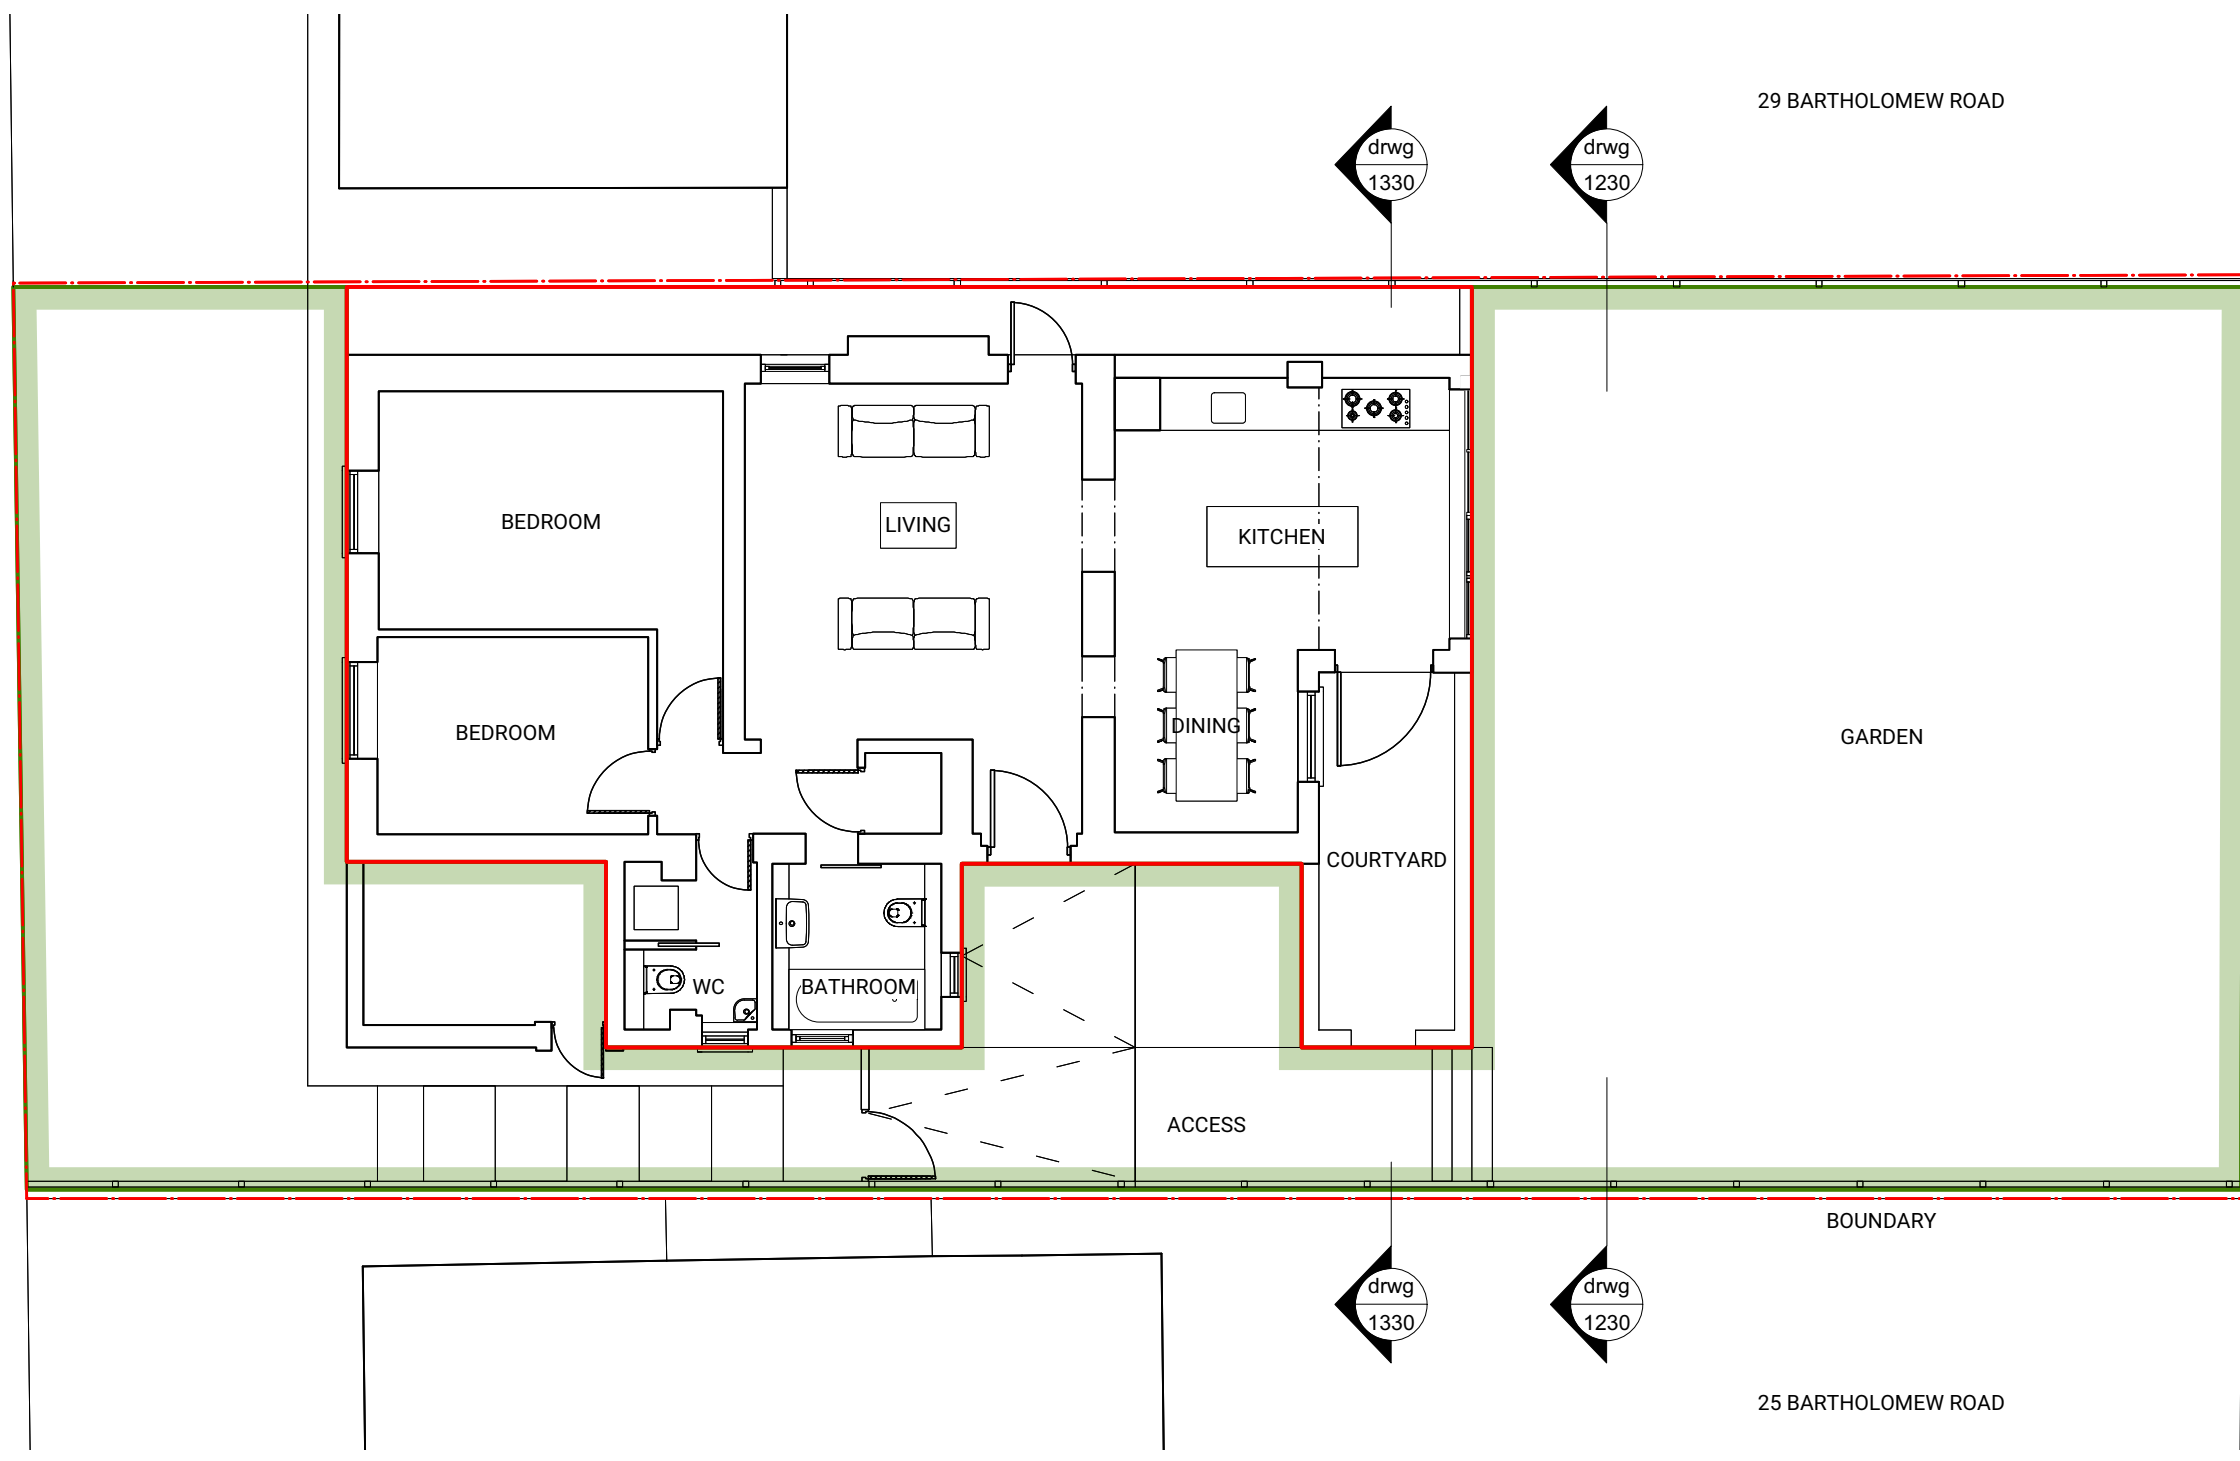 29 BARTHOLOMEW ROAD
drwg
1330
drwg
1230
BEDROOM
LIVING
KITCHEN
BEDROOM
DINING
GARDEN
COURTYARD
WC
BATHROOM
ACCESS
BOUNDARY
drwg
1330
drwg
1230
25 BARTHOLOMEW ROAD